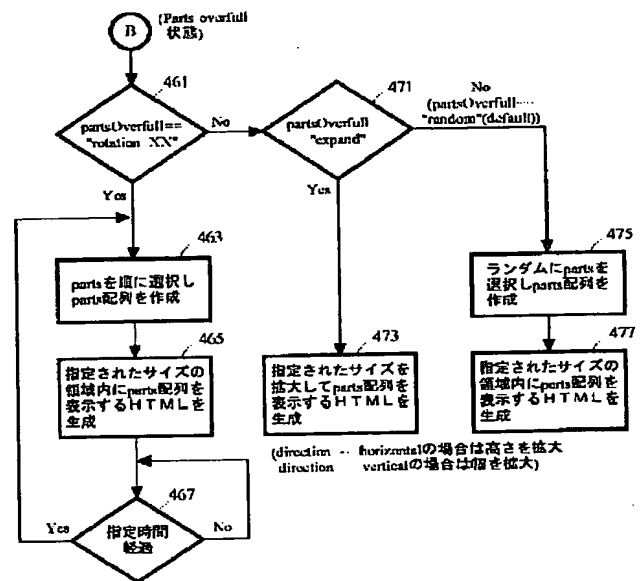 B
(Parts overfull
状態)
461
partsOverfull==
"rotation XX"
No
Yes
471
partsOverfull
"expand"
Yes
No
(partsOverfull
"random"(default))
463
partsを順に選択し
parts配列を作成
465
指定されたサイズの
領域内にparts配列を
表示するHTMLを
生成
467
指定時間
経過
Yes
No
473
指定されたサイズを
拡大してparts配列を
表示するHTMLを
生成
(direction -- horizontalの場合は高さを拡大
direction verticalの場合は幅を拡大)
475
ランダムにpartsを
選択しparts配列を
作成
477
指定されたサイズの
領域内にparts配列を
表示するHTMLを
生成